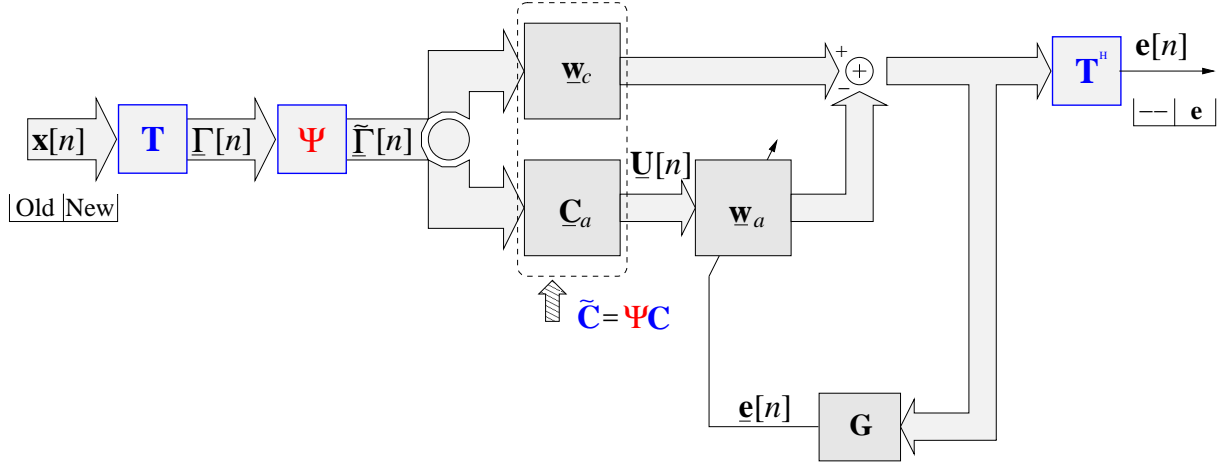 x[n]
T
Γ[n]
Ψ
Γ̃[n]
w_c
+
−
+
T^H
e[n]
−− e
Old New
C_a
U[n]
w_a
C̃ = ΨC
e[n]
G